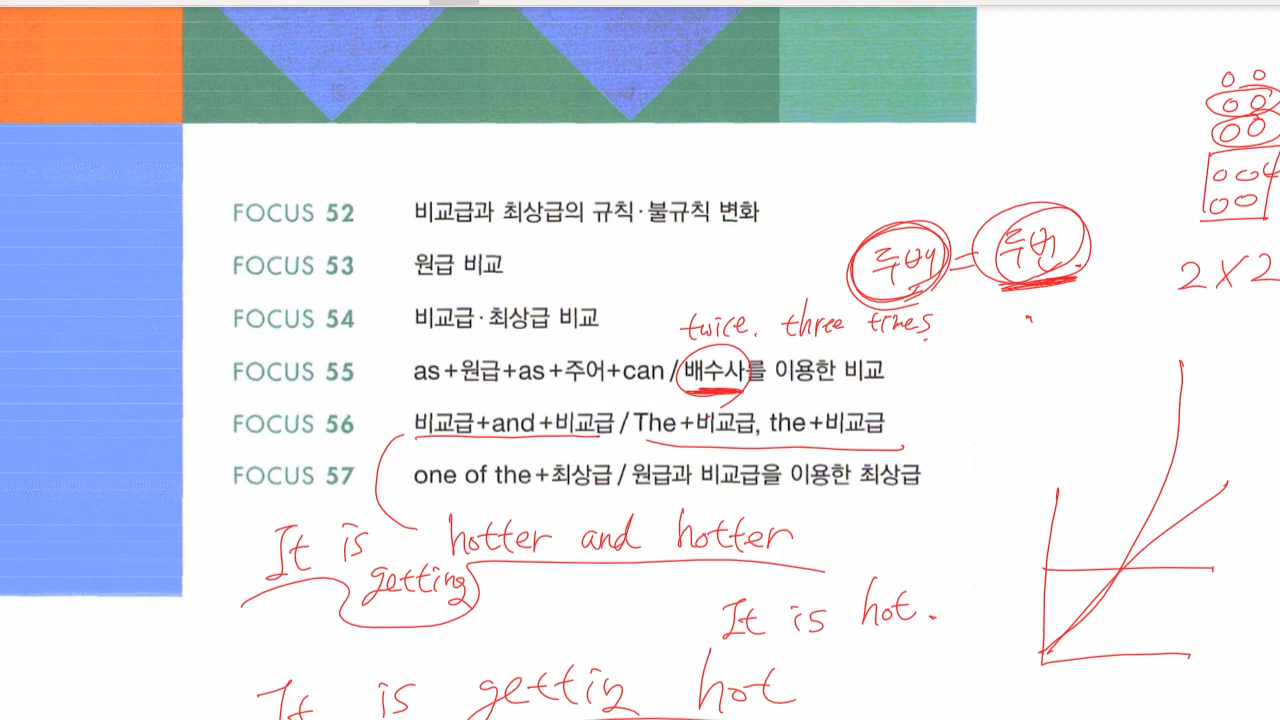 FOCUS 52 비교급과 최상급의 규칙·불규칙 변화
FOCUS 53 원급 비교
두배 = 두번
2 X 2
FOCUS 54 비교급·최상급 비교
twice. three times
FOCUS 55 as+원급+as+주어+can / 배수사를 이용한 비교
FOCUS 56 비교급+and+비교급 / The+비교급, the+비교급
FOCUS 57 one of the+최상급 / 원급과 비교급을 이용한 최상급
It is hotter and hotter
getting
It is hot.
It is gettig hot